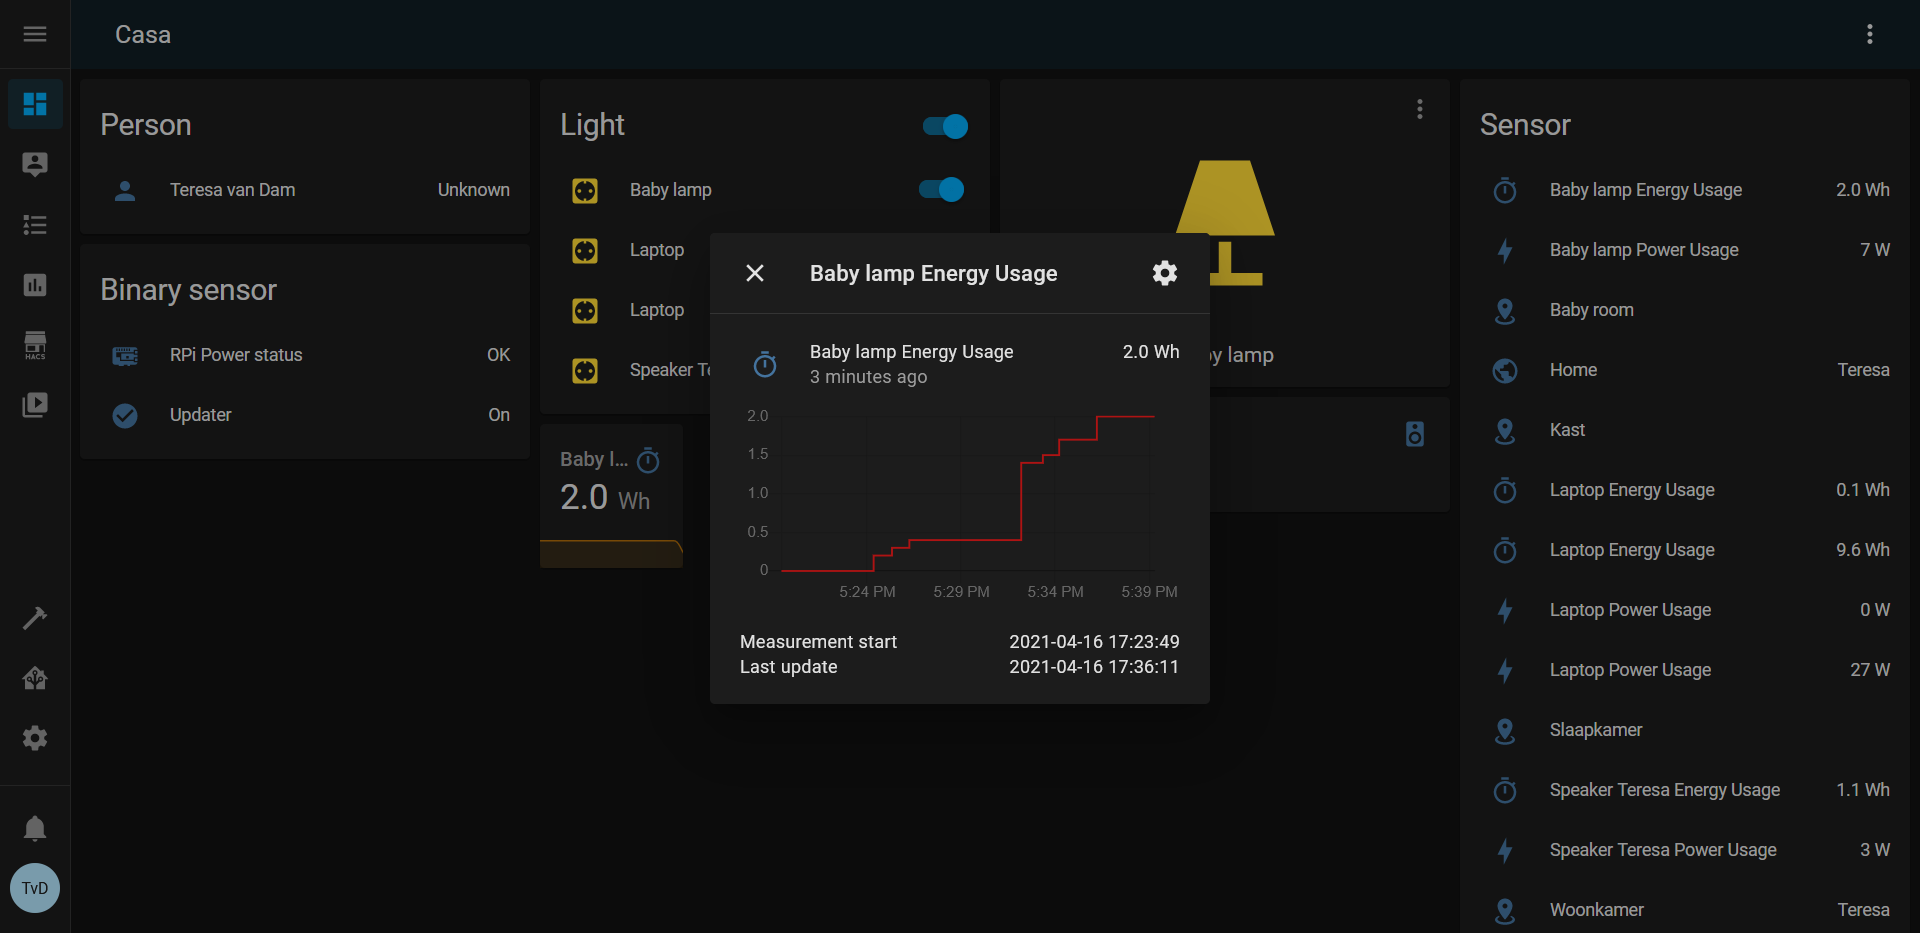 Casa
HACS
TvD
Person
Teresa van Dam Unknown
Binary sensor
RPi Power status OK
Updater On
Light
Baby lamp
Laptop
Laptop
Speaker Te
Baby l...
2.0 Wh
y lamp
Baby lamp Energy Usage
Baby lamp Energy Usage 2.0 Wh
3 minutes ago
2.0
1.5
1.0
0.5
0
5:24 PM 5:29 PM 5:34 PM 5:39 PM
Measurement start 2021-04-16 17:23:49
Last update 2021-04-16 17:36:11
Sensor
Baby lamp Energy Usage 2.0 Wh
Baby lamp Power Usage 7 W
Baby room
Home Teresa
Kast
Laptop Energy Usage 0.1 Wh
Laptop Energy Usage 9.6 Wh
Laptop Power Usage 0 W
Laptop Power Usage 27 W
Slaapkamer
Speaker Teresa Energy Usage 1.1 Wh
Speaker Teresa Power Usage 3 W
Woonkamer Teresa